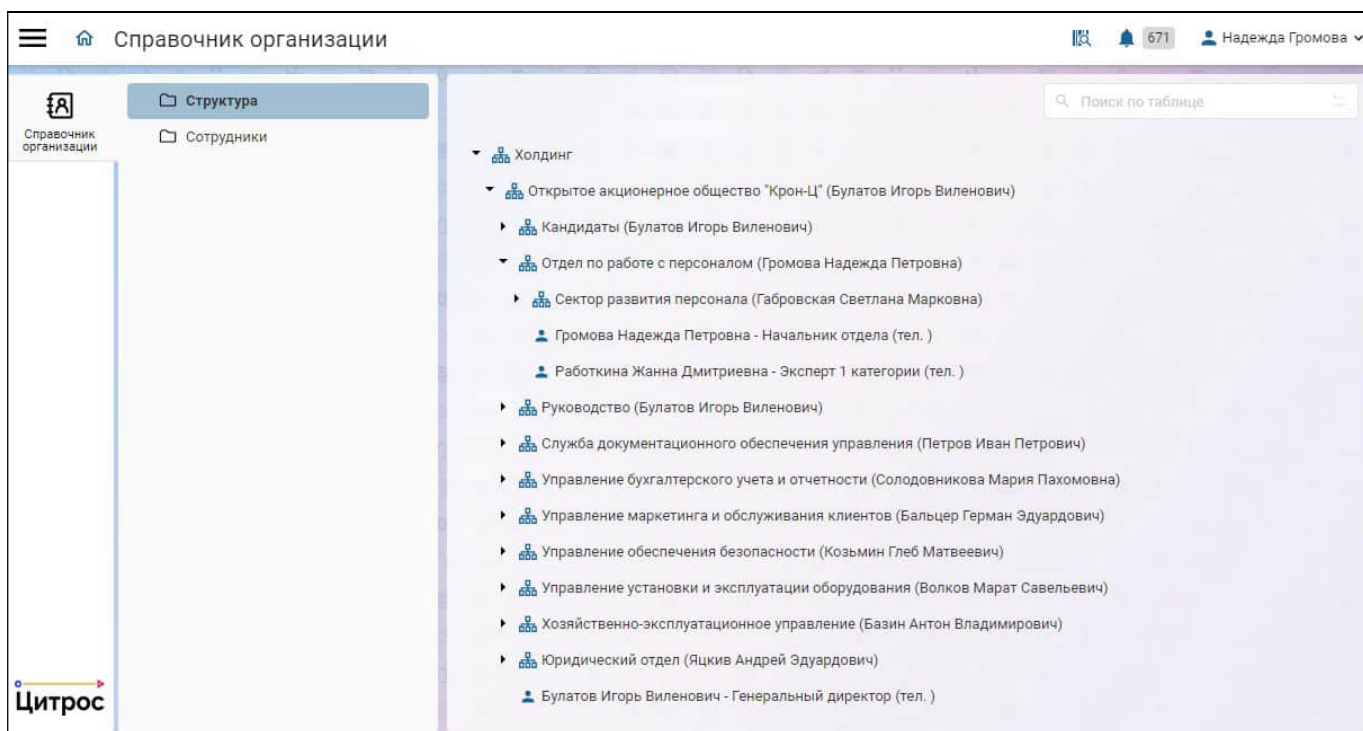 Справочник организации
671
Надежда Громова
Справочник
организации
Структура
Сотрудники
Поиск по таблице
Холдинг
Открытое акционерное общество "Крон-Ц" (Булатов Игорь Виленович)
Кандидаты (Булатов Игорь Виленович)
Отдел по работе с персоналом (Громова Надежда Петровна)
Сектор развития персонала (Габровская Светлана Марковна)
Громова Надежда Петровна - Начальник отдела (тел. )
Работкина Жанна Дмитриевна - Эксперт 1 категории (тел. )
Руководство (Булатов Игорь Виленович)
Служба документационного обеспечения управления (Петров Иван Петрович)
Управление бухгалтерского учета и отчетности (Солодовникова Мария Пахомовна)
Управление маркетинга и обслуживания клиентов (Бальцер Герман Эдуардович)
Управление обеспечения безопасности (Козьмин Глеб Матвеевич)
Управление установки и эксплуатации оборудования (Волков Марат Савельевич)
Хозяйственно-эксплуатационное управление (Базин Антон Владимирович)
Юридический отдел (Яцкив Андрей Эдуардович)
Булатов Игорь Виленович - Генеральный директор (тел. )
Цитрос